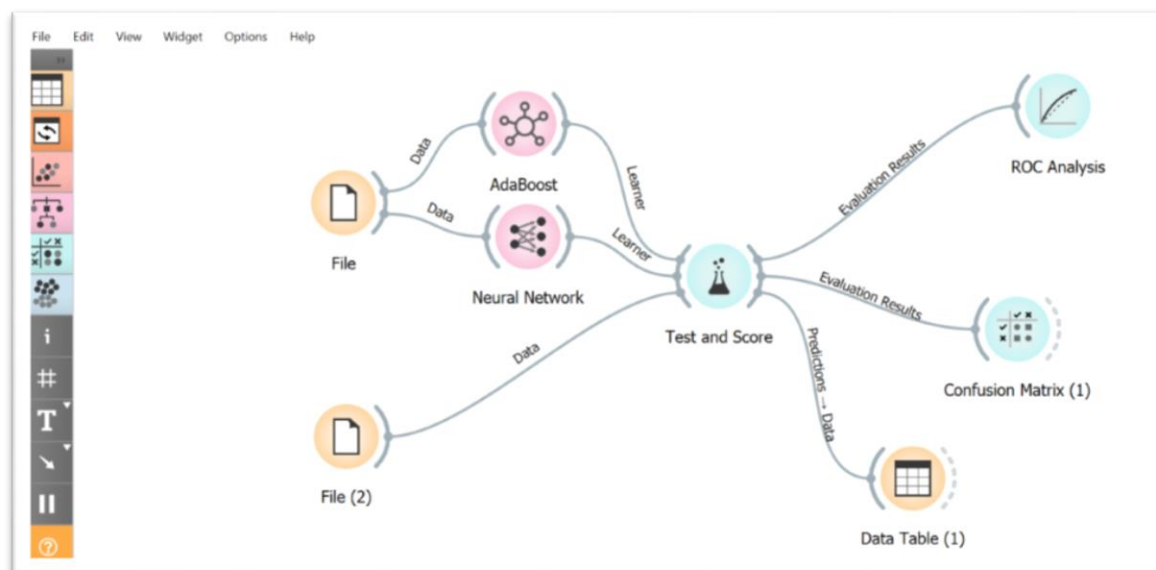 File Edit View Widget Options Help
T
Data
AdaBoost
Learner
Evaluation Results
ROC Analysis
File
Data
Neural Network
Learner
Test and Score
Evaluation Results
Confusion Matrix (1)
Data
File (2)
Predictions → Data
Data Table (1)